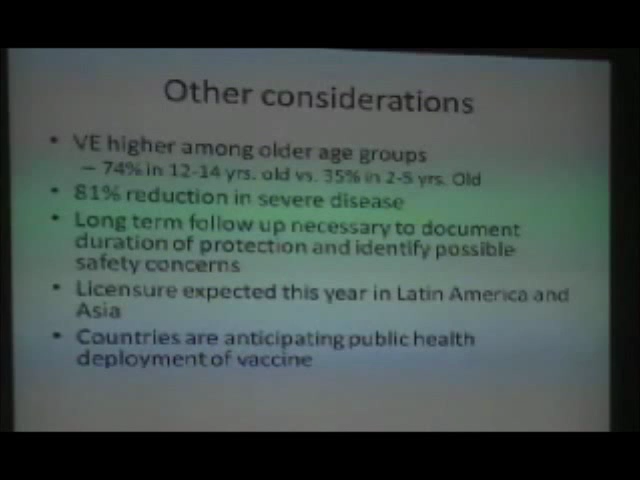 Other considerations
• VE higher among older age groups
– 74% in 12-14 yrs. old vs. 35% in 2-5 yrs. Old
• 81% reduction in severe disease
• Long term follow up necessary to document
duration of protection and identify possible
safety concerns
• Licensure expected this year in Latin America and
Asia
• Countries are anticipating public health
deployment of vaccine